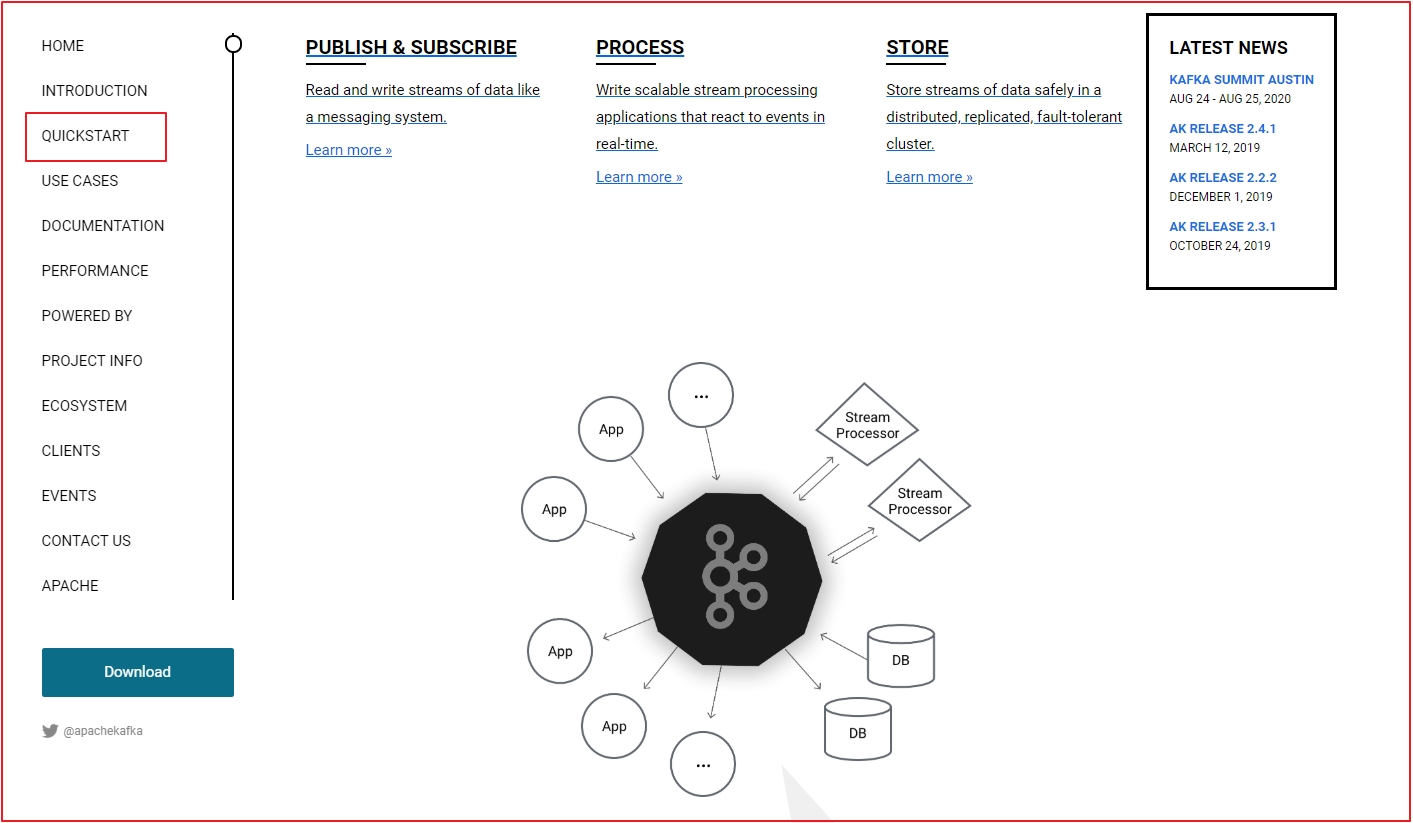 HOME
INTRODUCTION
QUICKSTART
USE CASES
DOCUMENTATION
PERFORMANCE
POWERED BY
PROJECT INFO
ECOSYSTEM
CLIENTS
EVENTS
CONTACT US
APACHE
Download
@apachekafka
PUBLISH & SUBSCRIBE
Read and write streams of data like
a messaging system.
Learn more »
PROCESS
Write scalable stream processing
applications that react to events in
real-time.
Learn more »
STORE
Store streams of data safely in a
distributed, replicated, fault-tolerant
cluster.
Learn more »
LATEST NEWS
KAFKA SUMMIT AUSTIN
AUG 24 - AUG 25, 2020
AK RELEASE 2.4.1
MARCH 12, 2019
AK RELEASE 2.2.2
DECEMBER 1, 2019
AK RELEASE 2.3.1
OCTOBER 24, 2019
...
App
App
Stream
Processor
Stream
Processor
App
App
...
DB
DB